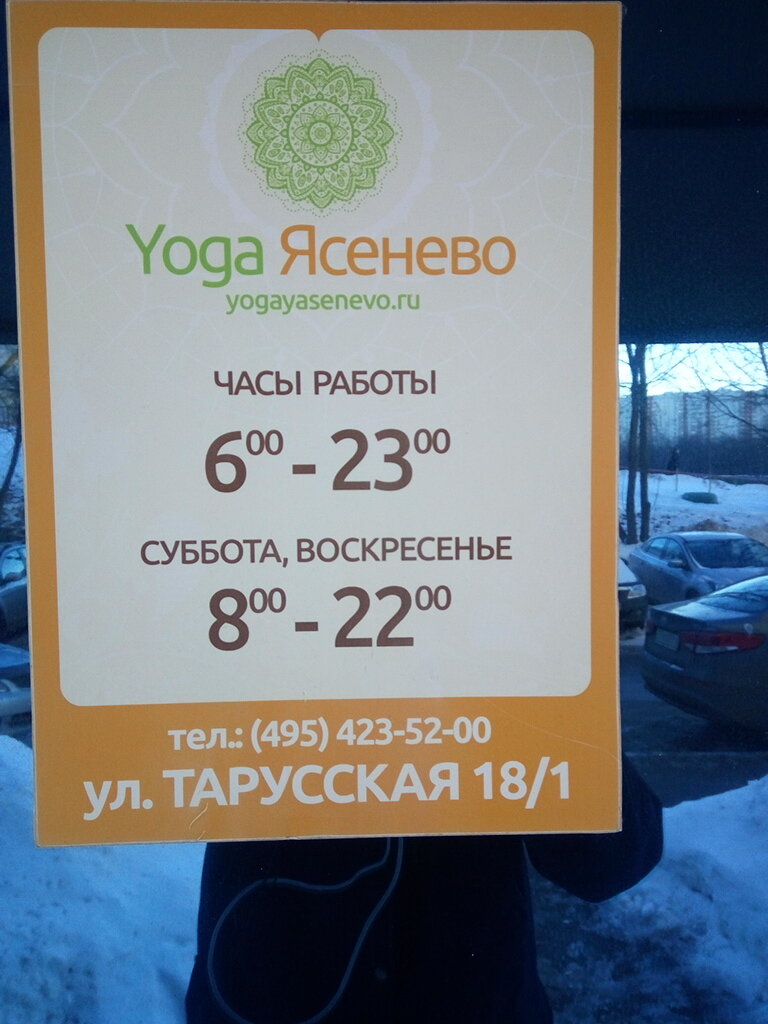 Yoga Ясенево
yogayasenevo.ru
ЧАСЫ РАБОТЫ
6⁰⁰ - 23⁰⁰
СУББОТА, ВОСКРЕСЕНЬЕ
8⁰⁰ - 22⁰⁰
тел.: (495) 423-52-00
ул. ТАРУССКАЯ 18/1